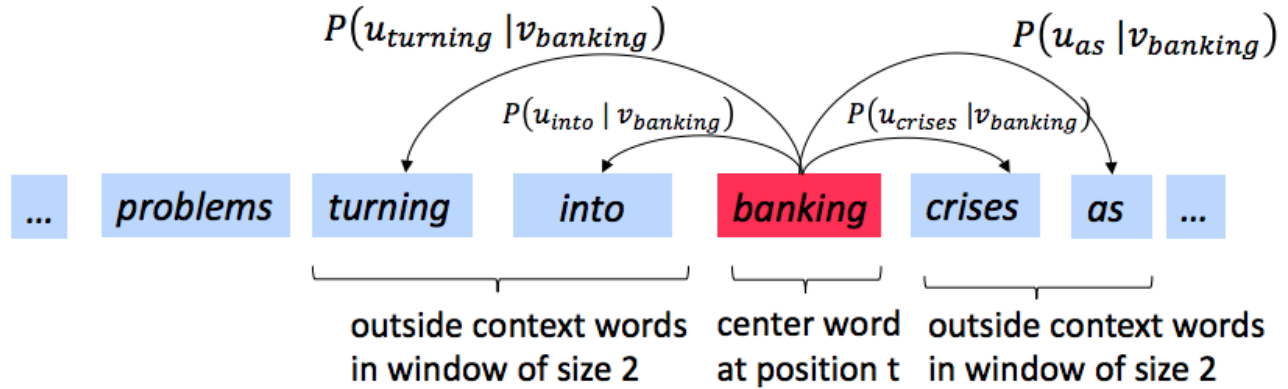 P(u_turning | v_banking)
P(u_as | v_banking)
P(u_into | v_banking)
P(u_crises | v_banking)
... problems turning into banking crises as ...
outside context words center word outside context words
in window of size 2 at position t in window of size 2